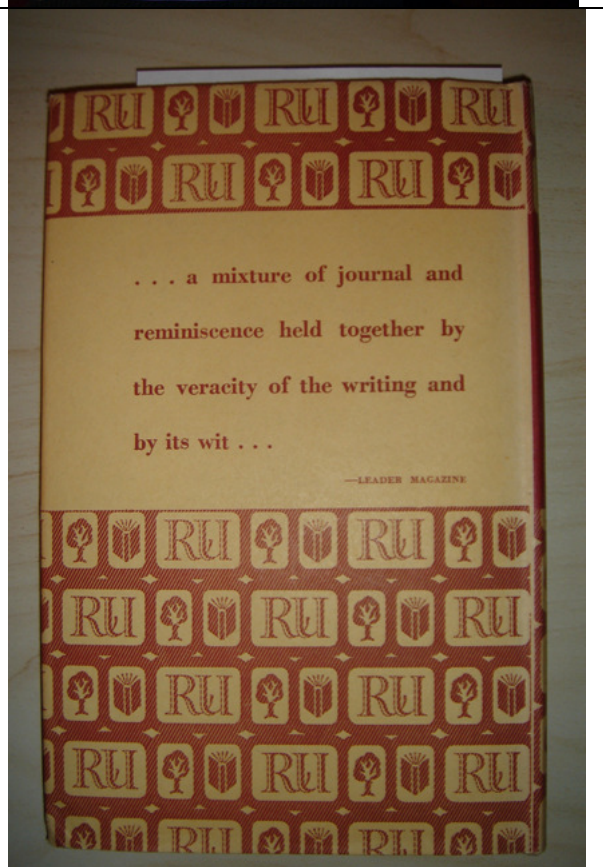 RU RU RU
RU RU
. . . a mixture of journal and
reminiscence held together by
the veracity of the writing and
by its wit . . .
—LEADER MAGAZINE
RU RU
RU RU RU
RU RU
RU RU RU
RU RU